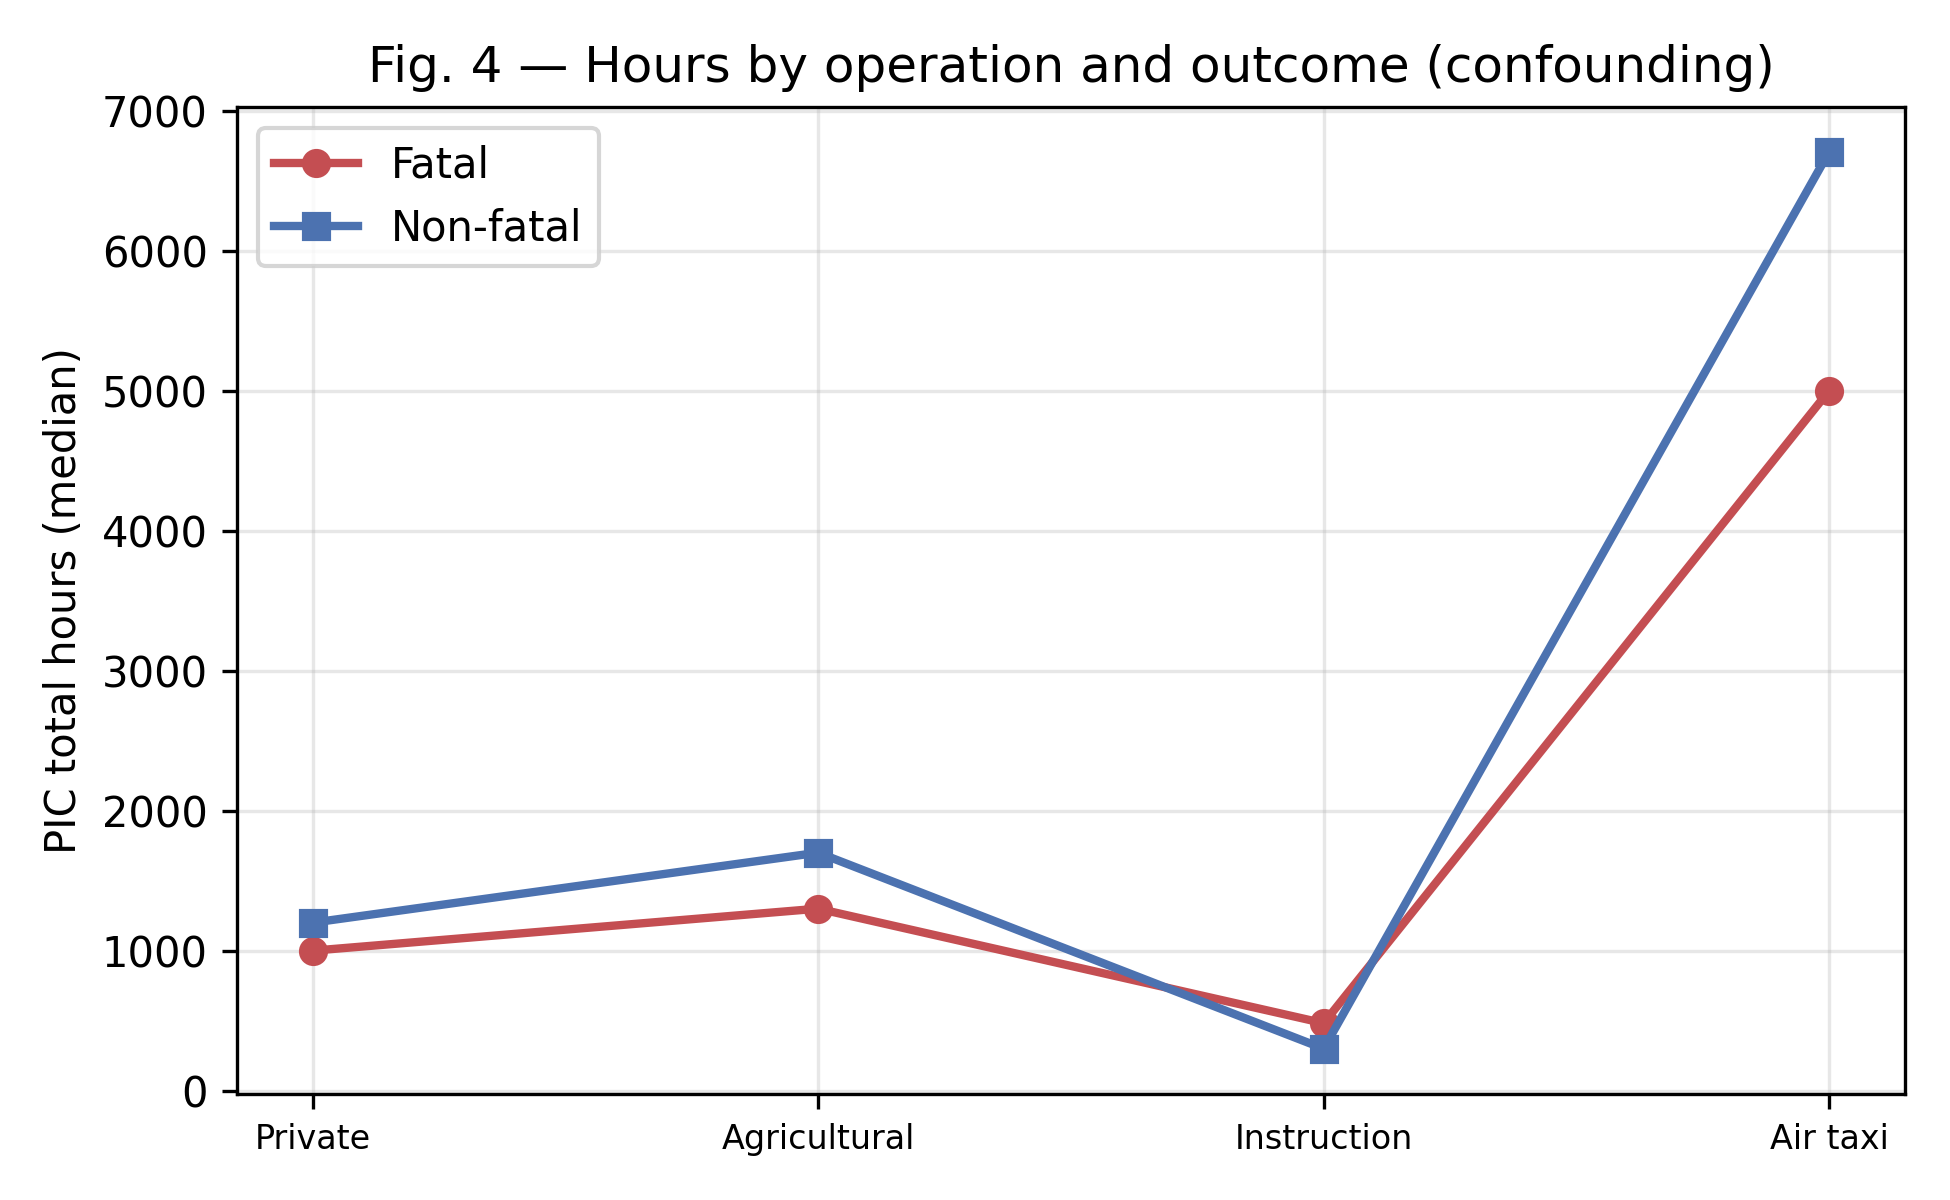 Fig. 4 — Hours by operation and outcome (confounding)
Fatal
Non-fatal
PIC total hours (median)
7000
6000
5000
4000
3000
2000
1000
0
Private
Agricultural
Instruction
Air taxi